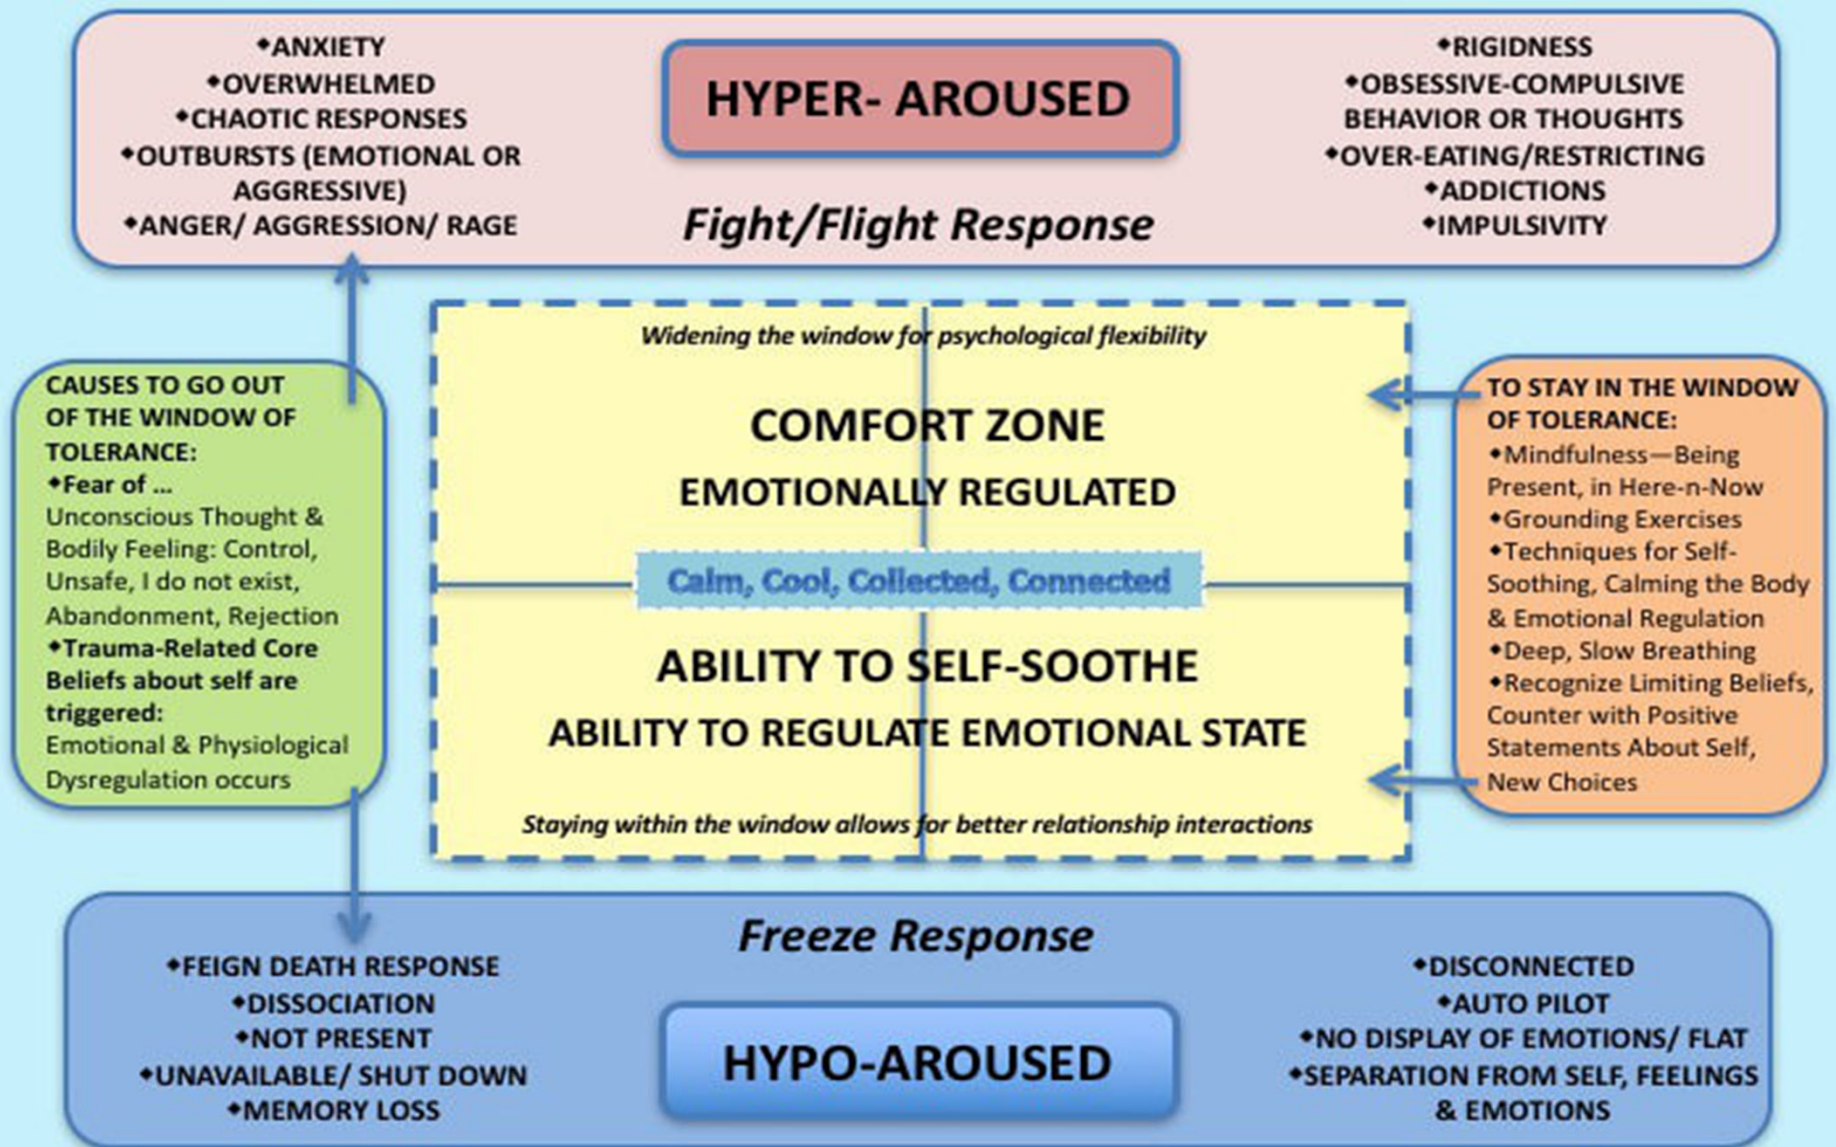 ◆ANXIETY
◆OVERWHELMED
◆CHAOTIC RESPONSES
◆OUTBURSTS (EMOTIONAL OR
AGGRESSIVE)
◆ANGER/ AGGRESSION/ RAGE
HYPER- AROUSED
Fight/Flight Response
◆RIGIDNESS
◆OBSESSIVE-COMPULSIVE
BEHAVIOR OR THOUGHTS
◆OVER-EATING/RESTRICTING
◆ADDICTIONS
◆IMPULSIVITY
CAUSES TO GO OUT
OF THE WINDOW OF
TOLERANCE:
◆Fear of ...
Unconscious Thought &
Bodily Feeling: Control,
Unsafe, I do not exist,
Abandonment, Rejection
◆Trauma-Related Core
Beliefs about self are
triggered:
Emotional & Physiological
Dysregulation occurs
Widening the window for psychological flexibility
COMFORT ZONE
EMOTIONALLY REGULATED
Calm, Cool, Collected, Connected
ABILITY TO SELF-SOOTHE
ABILITY TO REGULATE EMOTIONAL STATE
Staying within the window allows for better relationship interactions
TO STAY IN THE WINDOW
OF TOLERANCE:
◆Mindfulness—Being
Present, in Here-n-Now
◆Grounding Exercises
◆Techniques for Self-
Soothing, Calming the Body
& Emotional Regulation
◆Deep, Slow Breathing
◆Recognize Limiting Beliefs,
Counter with Positive
Statements About Self,
New Choices
Freeze Response
◆FEIGN DEATH RESPONSE
◆DISSOCIATION
◆NOT PRESENT
◆UNAVAILABLE/ SHUT DOWN
◆MEMORY LOSS
HYPO-AROUSED
◆DISCONNECTED
◆AUTO PILOT
◆NO DISPLAY OF EMOTIONS/ FLAT
◆SEPARATION FROM SELF, FEELINGS
& EMOTIONS